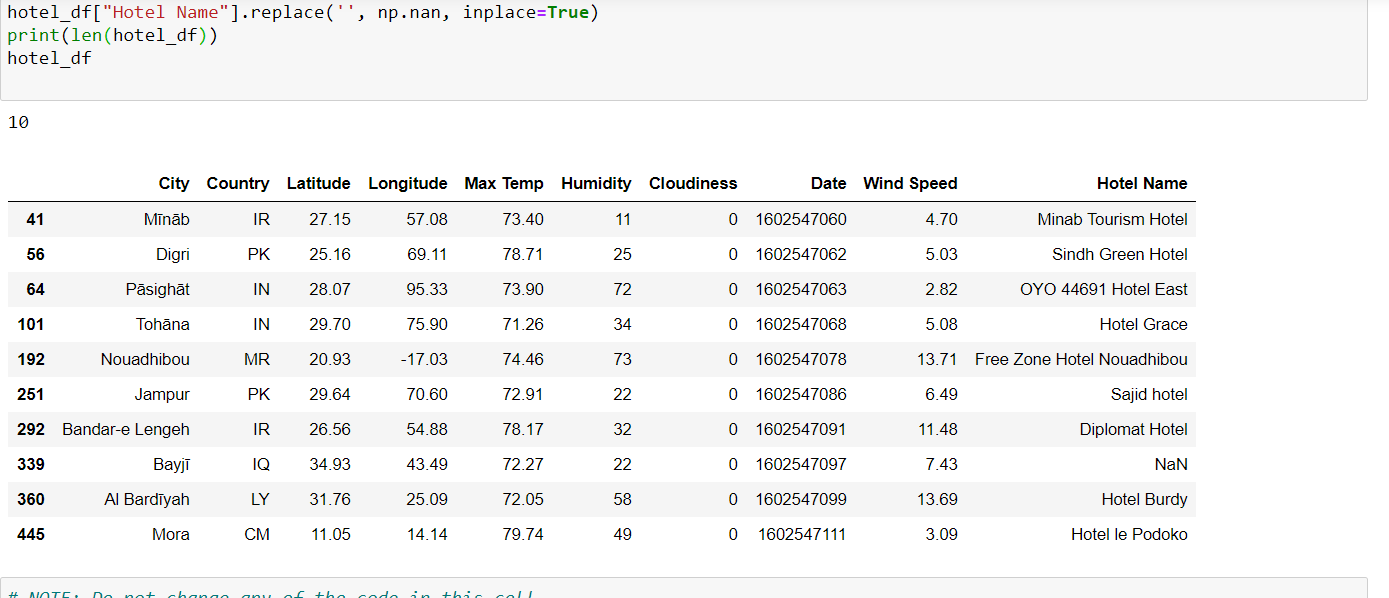 hotel_df["Hotel Name"].replace('', np.nan, inplace=True)
print(len(hotel_df))
hotel_df
10
City Country Latitude Longitude Max Temp Humidity Cloudiness Date Wind Speed Hotel Name
41 Mīnāb IR 27.15 57.08 73.40 11 0 1602547060 4.70 Minab Tourism Hotel
56 Digri PK 25.16 69.11 78.71 25 0 1602547062 5.03 Sindh Green Hotel
64 Pāsighāt IN 28.07 95.33 73.90 72 0 1602547063 2.82 OYO 44691 Hotel East
101 Tohāna IN 29.70 75.90 71.26 34 0 1602547068 5.08 Hotel Grace
192 Nouadhibou MR 20.93 -17.03 74.46 73 0 1602547078 13.71 Free Zone Hotel Nouadhibou
251 Jampur PK 29.64 70.60 72.91 22 0 1602547086 6.49 Sajid hotel
292 Bandar-e Lengeh IR 26.56 54.88 78.17 32 0 1602547091 11.48 Diplomat Hotel
339 Bayjī IQ 34.93 43.49 72.27 22 0 1602547097 7.43 NaN
360 Al Bardīyah LY 31.76 25.09 72.05 58 0 1602547099 13.69 Hotel Burdy
445 Mora CM 11.05 14.14 79.74 49 0 1602547111 3.09 Hotel le Podoko
# NOTE: Do not change any of the code in this cell